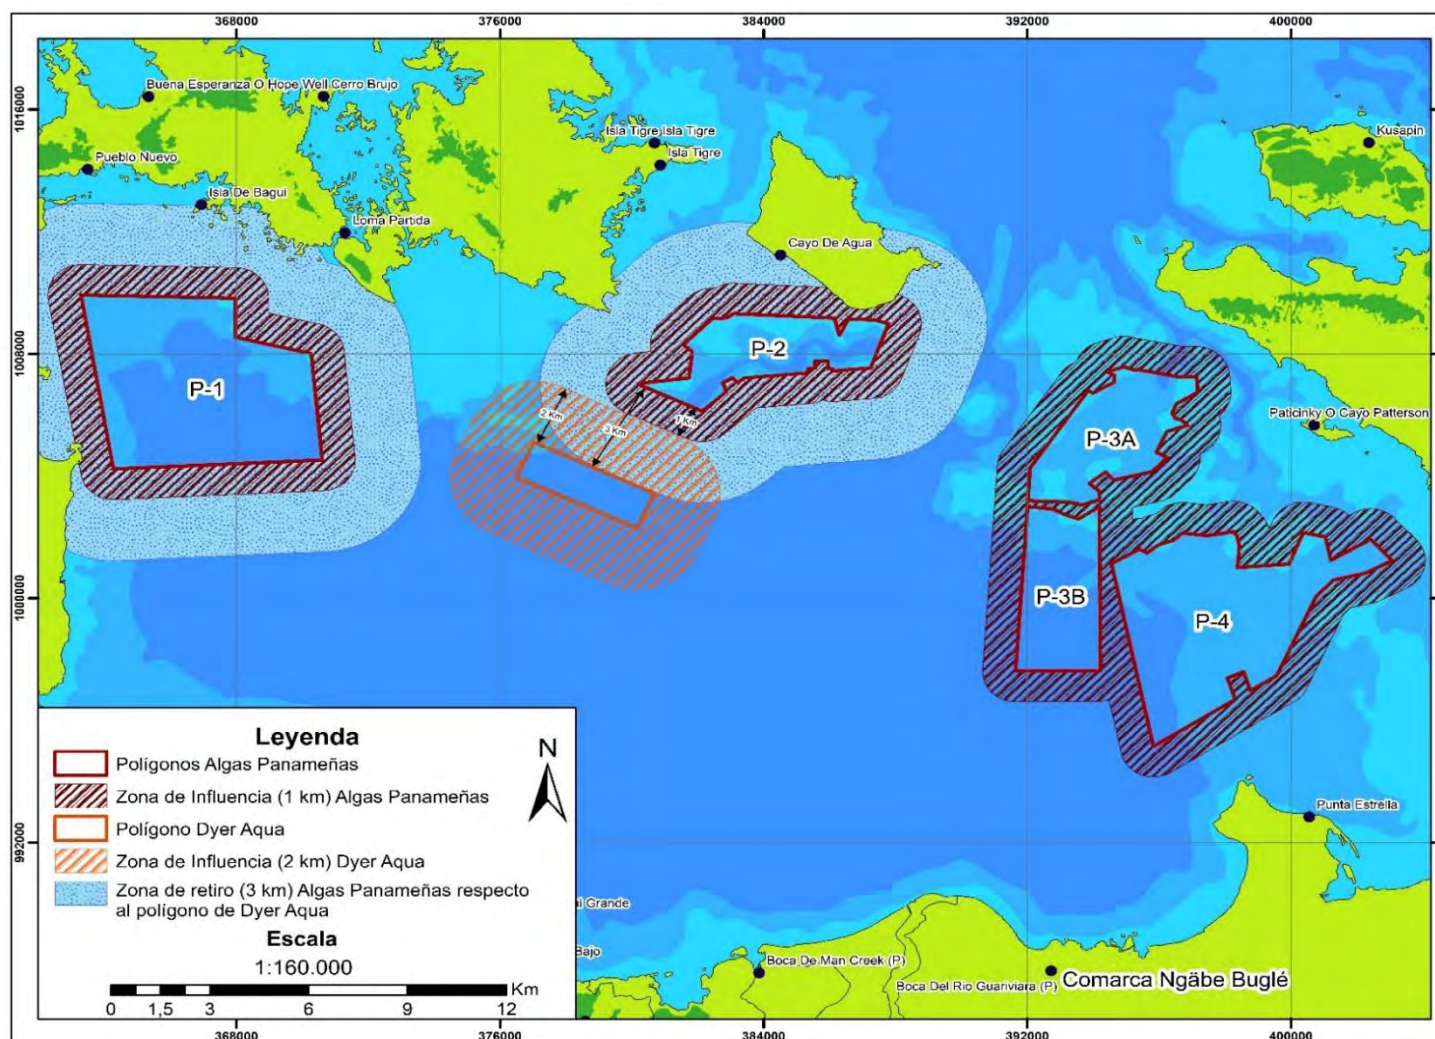 368000
376000
384000
392000
400000
1016000
1008000
1000000
992000
Buena Esperanza O Hope Well Cerro Brujo
Isla Tigre Isla Tigre
Kusapin
Pueblo Nuevo
Isla Tigre
Isla De Bagui
Loma Partida
Cayo De Agua
P-1
P-2
2 Km
3 Km
1 Km
Paticinky O Cayo Patterson
P-3A
P-3B
P-4
Punta Estrella
Leyenda
N
Polígonos Algas Panameñas
Zona de Influencia (1 km) Algas Panameñas
Polígono Dyer Aqua
Zona de Influencia (2 km) Dyer Aqua
Zona de retiro (3 km) Algas Panameñas respecto
al polígono de Dyer Aqua
Escala
1:160.000
Km
0 1,5 3 6 9 12
Grande
Bajo
Boca De Man Creek (P)
Boca Del Rio Guariviara (P)
Comarca Ngäbe Buglé
368000
376000
384000
392000
400000
1016000
1008000
1000000
992000